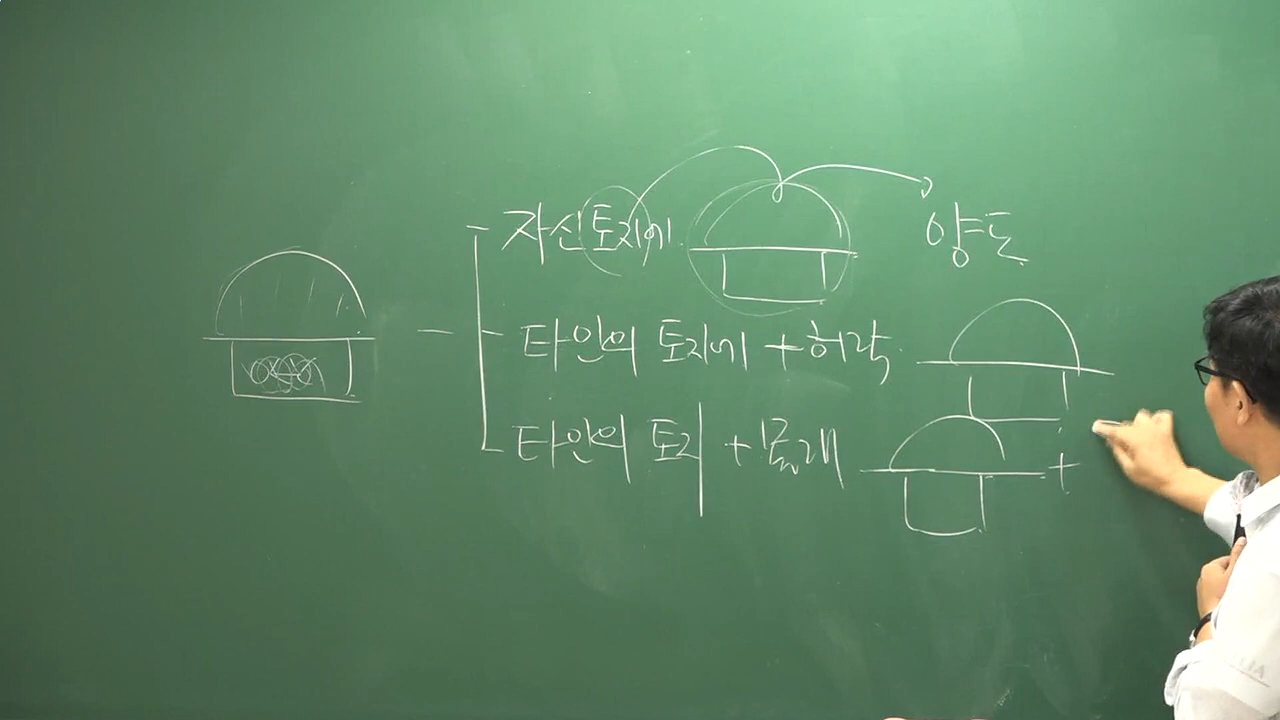 자신토지에 양도
타인의 토지에 + 허락
타인의 토지 + 몰래 +